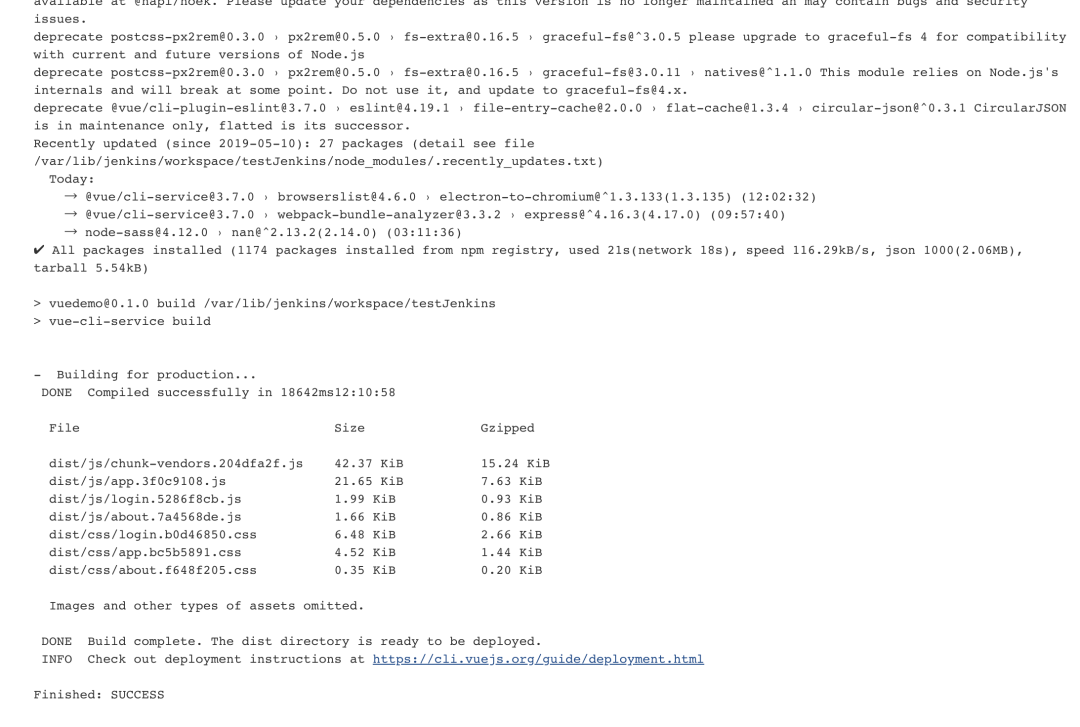 available at @hapi/hoek. Please update your dependencies as this version is no longer maintained an may contain bugs and security
issues.
deprecate postcss-px2rem@0.3.0 › px2rem@0.5.0 › fs-extra@0.16.5 › graceful-fs@^3.0.5 please upgrade to graceful-fs 4 for compatibility
with current and future versions of Node.js
deprecate postcss-px2rem@0.3.0 › px2rem@0.5.0 › fs-extra@0.16.5 › graceful-fs@3.0.11 › natives@^1.1.0 This module relies on Node.js's
internals and will break at some point. Do not use it, and update to graceful-fs@4.x.
deprecate @vue/cli-plugin-eslint@3.7.0 › eslint@4.19.1 › file-entry-cache@2.0.0 › flat-cache@1.3.4 › circular-json@^0.3.1 CircularJSON
is in maintenance only, flatted is its successor.
Recently updated (since 2019-05-10): 27 packages (detail see file
/var/lib/jenkins/workspace/testJenkins/node_modules/.recently_updates.txt)
Today:
→ @vue/cli-service@3.7.0 › browserslist@4.6.0 › electron-to-chromium@^1.3.133(1.3.135) (12:02:32)
→ @vue/cli-service@3.7.0 › webpack-bundle-analyzer@3.3.2 › express@^4.16.3(4.17.0) (09:57:40)
→ node-sass@4.12.0 › nan@^2.13.2(2.14.0) (03:11:36)
✔ All packages installed (1174 packages installed from npm registry, used 21s(network 18s), speed 116.29kB/s, json 1000(2.06MB),
tarball 5.54kB)
> vuedemo@0.1.0 build /var/lib/jenkins/workspace/testJenkins
> vue-cli-service build
- Building for production...
DONE Compiled successfully in 18642ms12:10:58
File Size Gzipped
dist/js/chunk-vendors.204dfa2f.js 42.37 KiB 15.24 KiB
dist/js/app.3f0c9108.js 21.65 KiB 7.63 KiB
dist/js/login.5286f8cb.js 1.99 KiB 0.93 KiB
dist/js/about.7a4568de.js 1.66 KiB 0.86 KiB
dist/css/login.b0d46850.css 6.48 KiB 2.66 KiB
dist/css/app.bc5b5891.css 4.52 KiB 1.44 KiB
dist/css/about.f648f205.css 0.35 KiB 0.20 KiB
Images and other types of assets omitted.
DONE Build complete. The dist directory is ready to be deployed.
INFO Check out deployment instructions at https://cli.vuejs.org/guide/deployment.html
Finished: SUCCESS